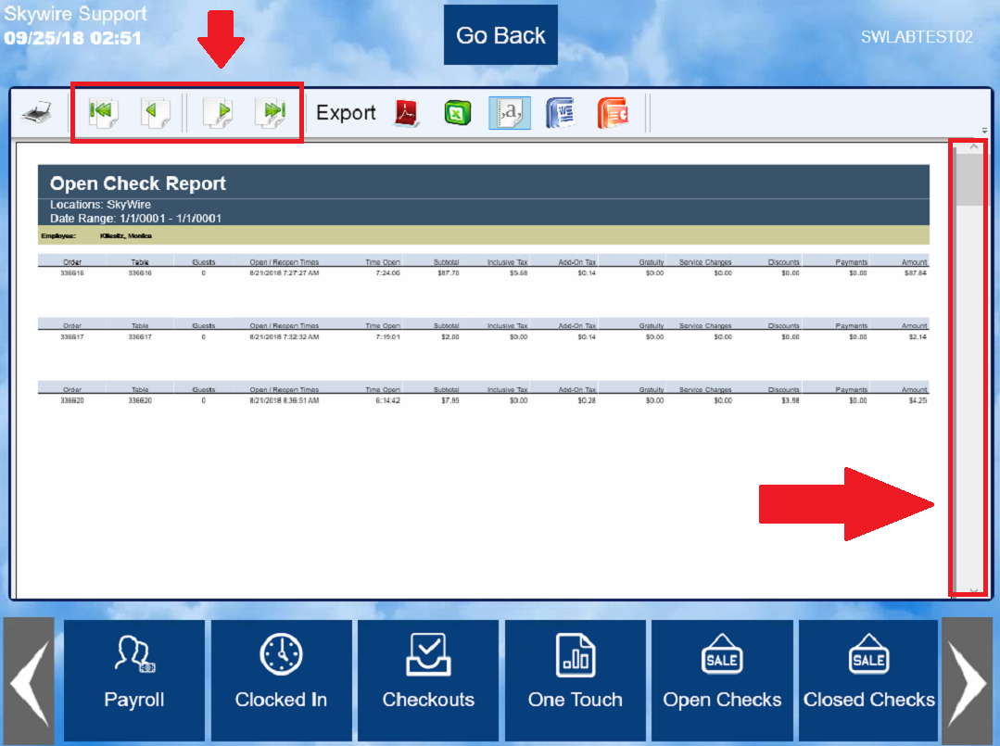 Skywire Support
09/25/18 02:51
Go Back
SWLABTEST02
Export
,a,
Open Check Report
Locations: SkyWire
Date Range: 1/1/0001 - 1/1/0001
Employee: Monica
Order Table Guests Open / Reopen Times Time Open Subtotal Inclusive Tax Add-On Tax Gratuity Service Charges Discounts Payments Amount
336616 336616 0 8/21/2018 7:27:27 AM 7:24:06 $87.70 $5.68 $0.14 $0.00 $0.00 $0.00 $0.00 $87.84
Order Table Guests Open / Reopen Times Time Open Subtotal Inclusive Tax Add-On Tax Gratuity Service Charges Discounts Payments Amount
336617 336617 0 8/21/2018 7:32:32 AM 7:19:01 $2.00 $0.00 $0.14 $0.00 $0.00 $0.00 $0.00 $2.14
Order Table Guests Open / Reopen Times Time Open Subtotal Inclusive Tax Add-On Tax Gratuity Service Charges Discounts Payments Amount
336620 336620 0 8/21/2018 8:36:51 AM 6:14:42 $7.95 $0.00 $0.28 $0.00 $0.00 $3.98 $0.00 $4.25
SALE SALE
Payroll Clocked In Checkouts One Touch Open Checks Closed Checks